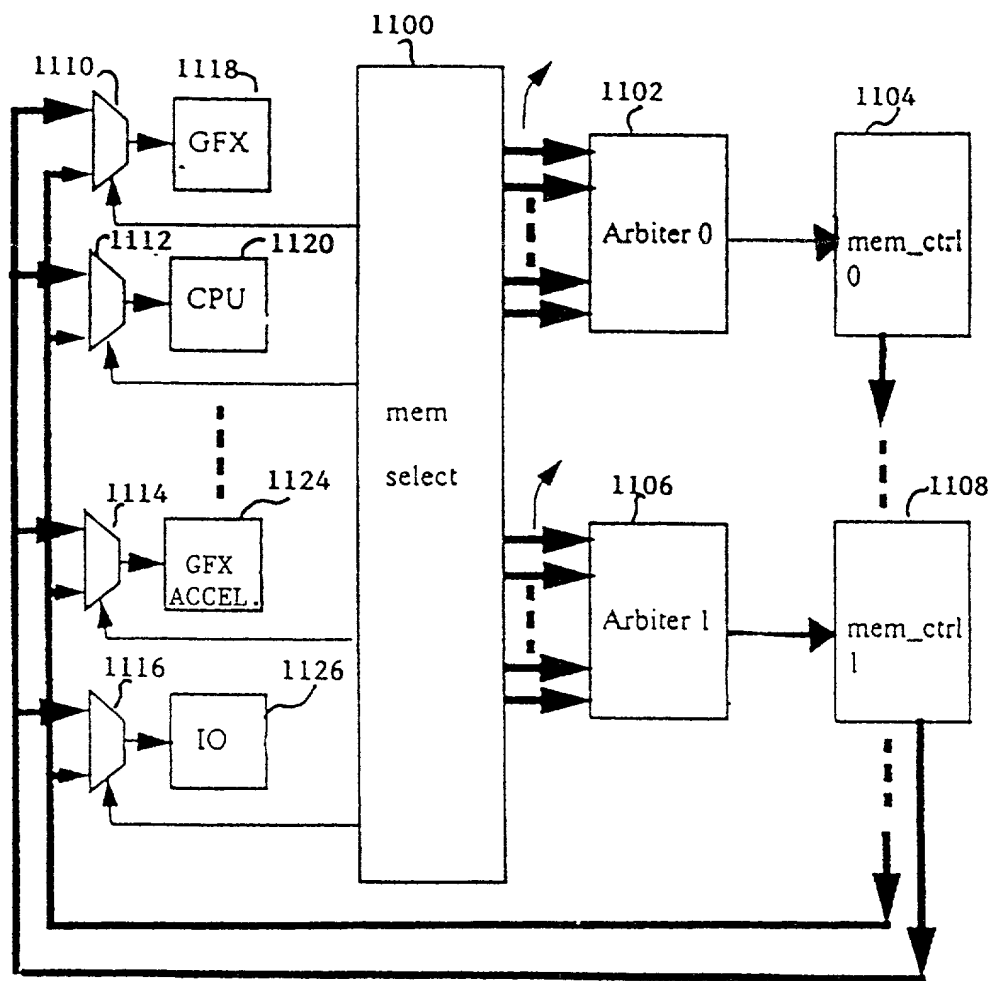 1100
1110
1118
GFX
1102
1104
1112
1120
CPU
Arbiter 0
mem_ctrl
0
mem
select
1114
1124
GFX
ACCEL.
1106
1108
Arbiter 1
mem_ctrl
1
1116
1126
IO